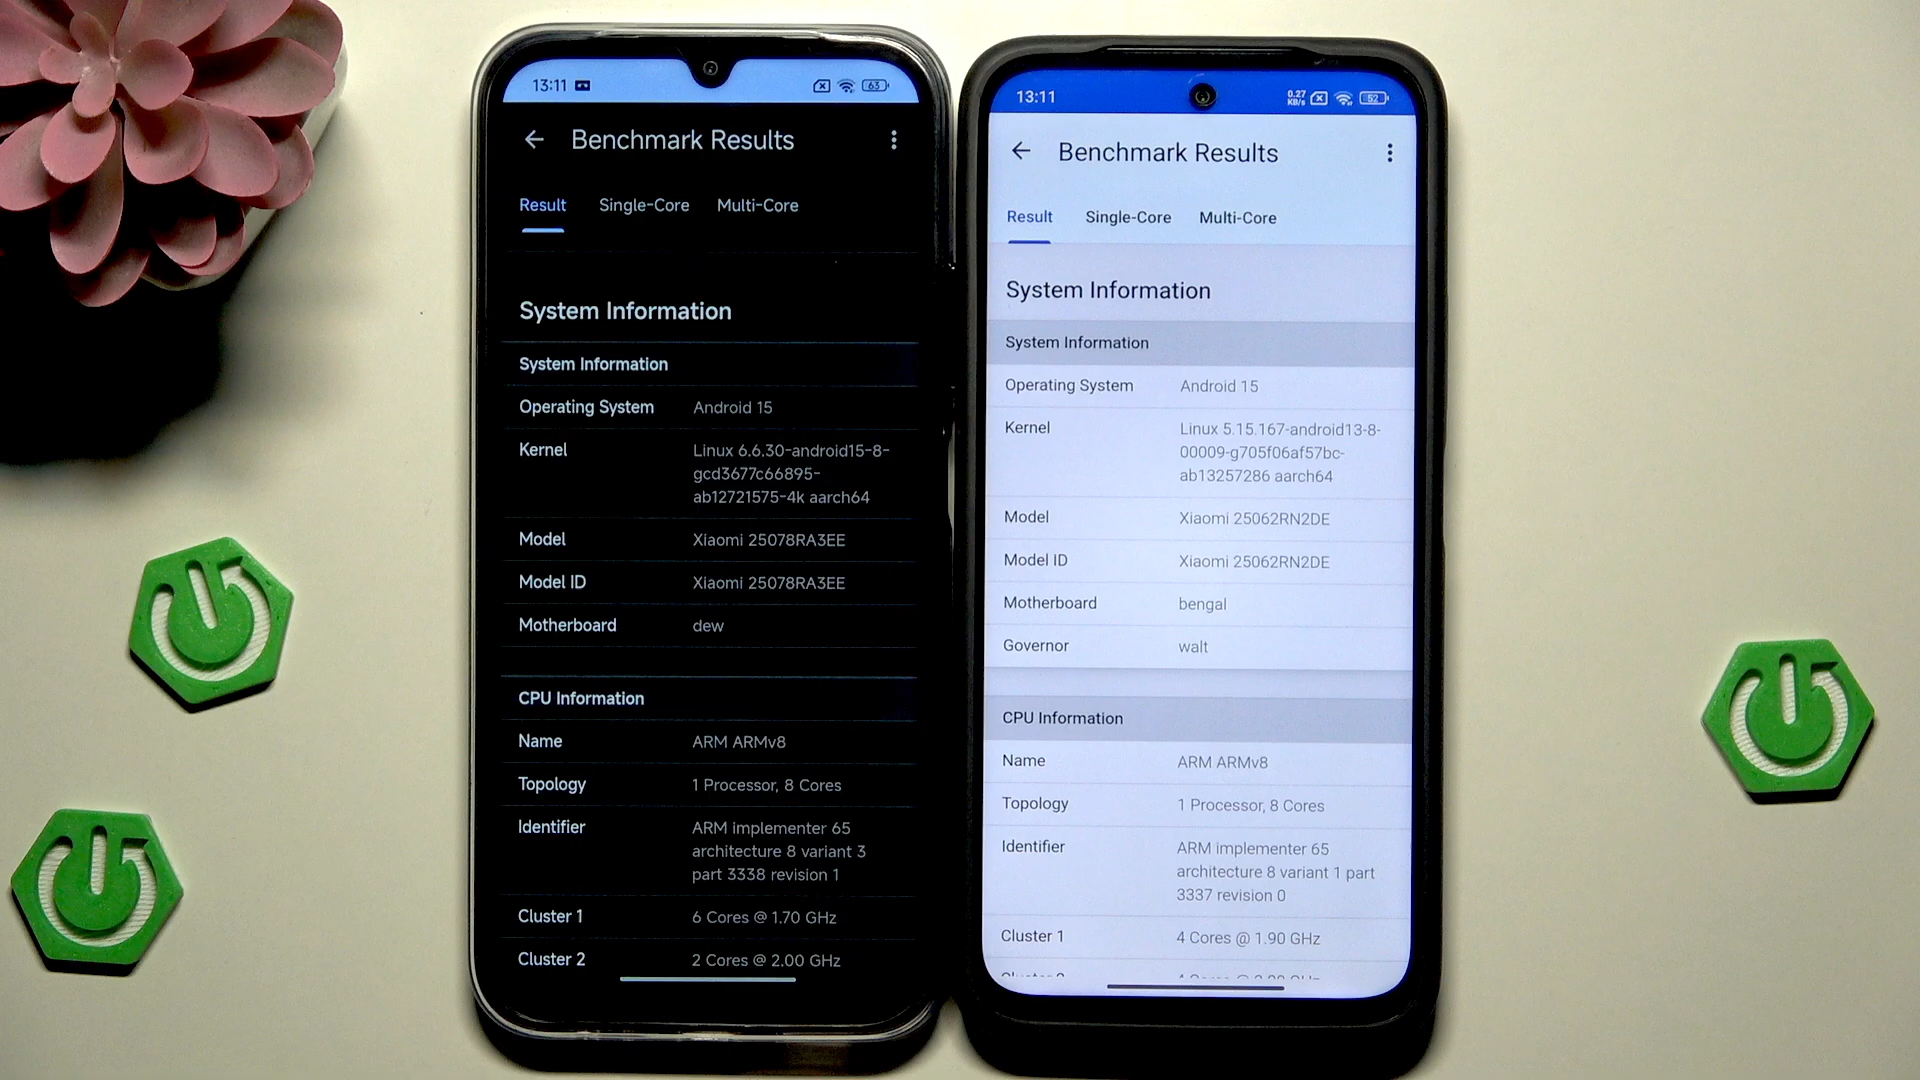 13:11
63
Benchmark Results
Result Single-Core Multi-Core
System Information
System Information
Operating System Android 15
Kernel Linux 6.6.30-android15-8-
gcd3677c66895-
ab12721575-4k aarch64
Model Xiaomi 25078RA3EE
Model ID Xiaomi 25078RA3EE
Motherboard dew
CPU Information
Name ARM ARMv8
Topology 1 Processor, 8 Cores
Identifier ARM implementer 65
architecture 8 variant 3
part 3338 revision 1
Cluster 1 6 Cores @ 1.70 GHz
Cluster 2 2 Cores @ 2.00 GHz
13:11
0.27
KB/s
52
Benchmark Results
Result Single-Core Multi-Core
System Information
System Information
Operating System Android 15
Kernel Linux 5.15.167-android13-8-
00009-g705f06af57bc-
ab13257286 aarch64
Model Xiaomi 25062RN2DE
Model ID Xiaomi 25062RN2DE
Motherboard bengal
Governor walt
CPU Information
Name ARM ARMv8
Topology 1 Processor, 8 Cores
Identifier ARM implementer 65
architecture 8 variant 1 part
3337 revision 0
Cluster 1 4 Cores @ 1.90 GHz